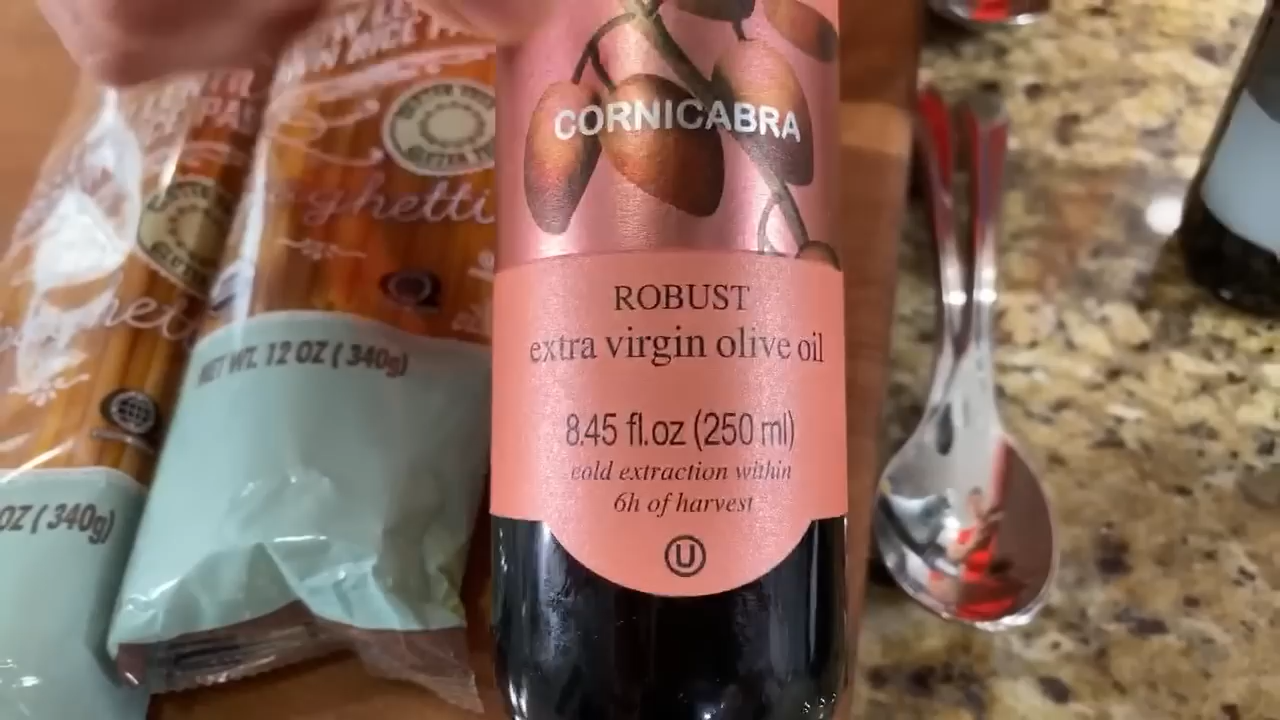 CORNICABRA
ROBUST
extra virgin olive oil
8.45 fl.oz (250 ml)
cold extraction within
6h of harvest
U
ghetti
NET WT. 12 OZ (340g)
OZ (340g)